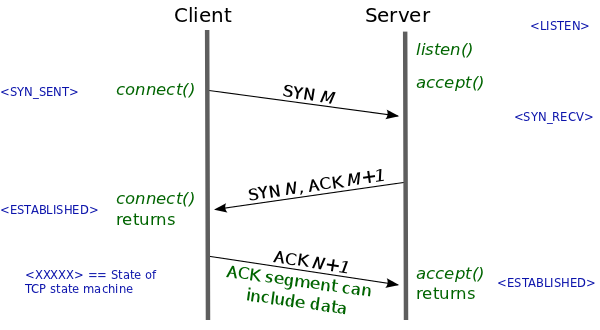 Client
Server
<LISTEN>
listen()
<SYN_SENT>
connect()
SYN M
accept()
<SYN_RECV>
SYN N, ACK M+1
<ESTABLISHED>
connect()
returns
ACK N+1
ACK segment can
include data
<XXXXX> == State of
TCP state machine
accept()
returns
<ESTABLISHED>